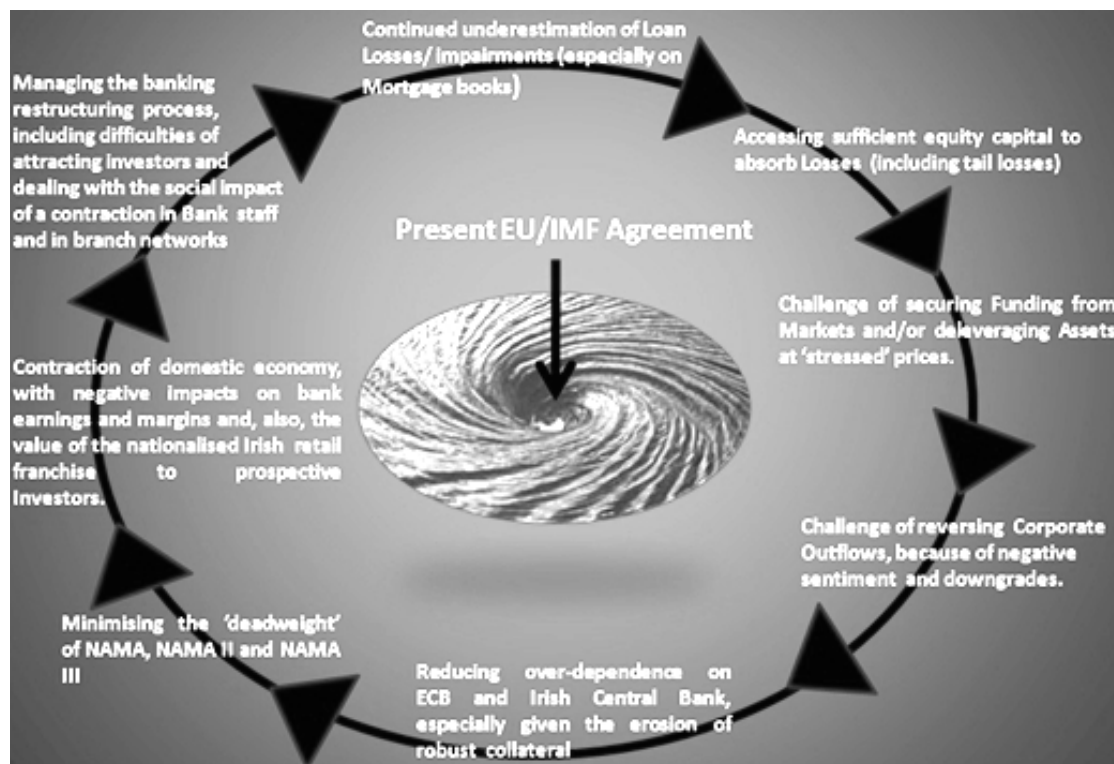 Continued underestimation of Loan
Losses/ Impairments (especially on
Mortgage books)
Accessing sufficient equity capital to
absorb Losses (including tail losses)
Challenge of securing Funding from
Markets and/or deleveraging Assets
at ‘stressed’ prices.
Challenge of reversing Corporate
Outflows, because of negative
sentiment and downgrades.
Reducing over-dependence on
ECB and Irish Central Bank,
especially given the erosion of
robust collateral
Minimising the ‘deadweight’
of NAMA, NAMA II and NAMA
III
Contraction of domestic economy,
with negative impacts on bank
earnings and margins and, also, the
value of the nationalised Irish retail
franchise to prospective
Investors.
Managing the banking
restructuring process,
including difficulties of
attracting investors and
dealing with the social impact
of a contraction in Bank staff
and in branch networks
Present EU/IMF Agreement